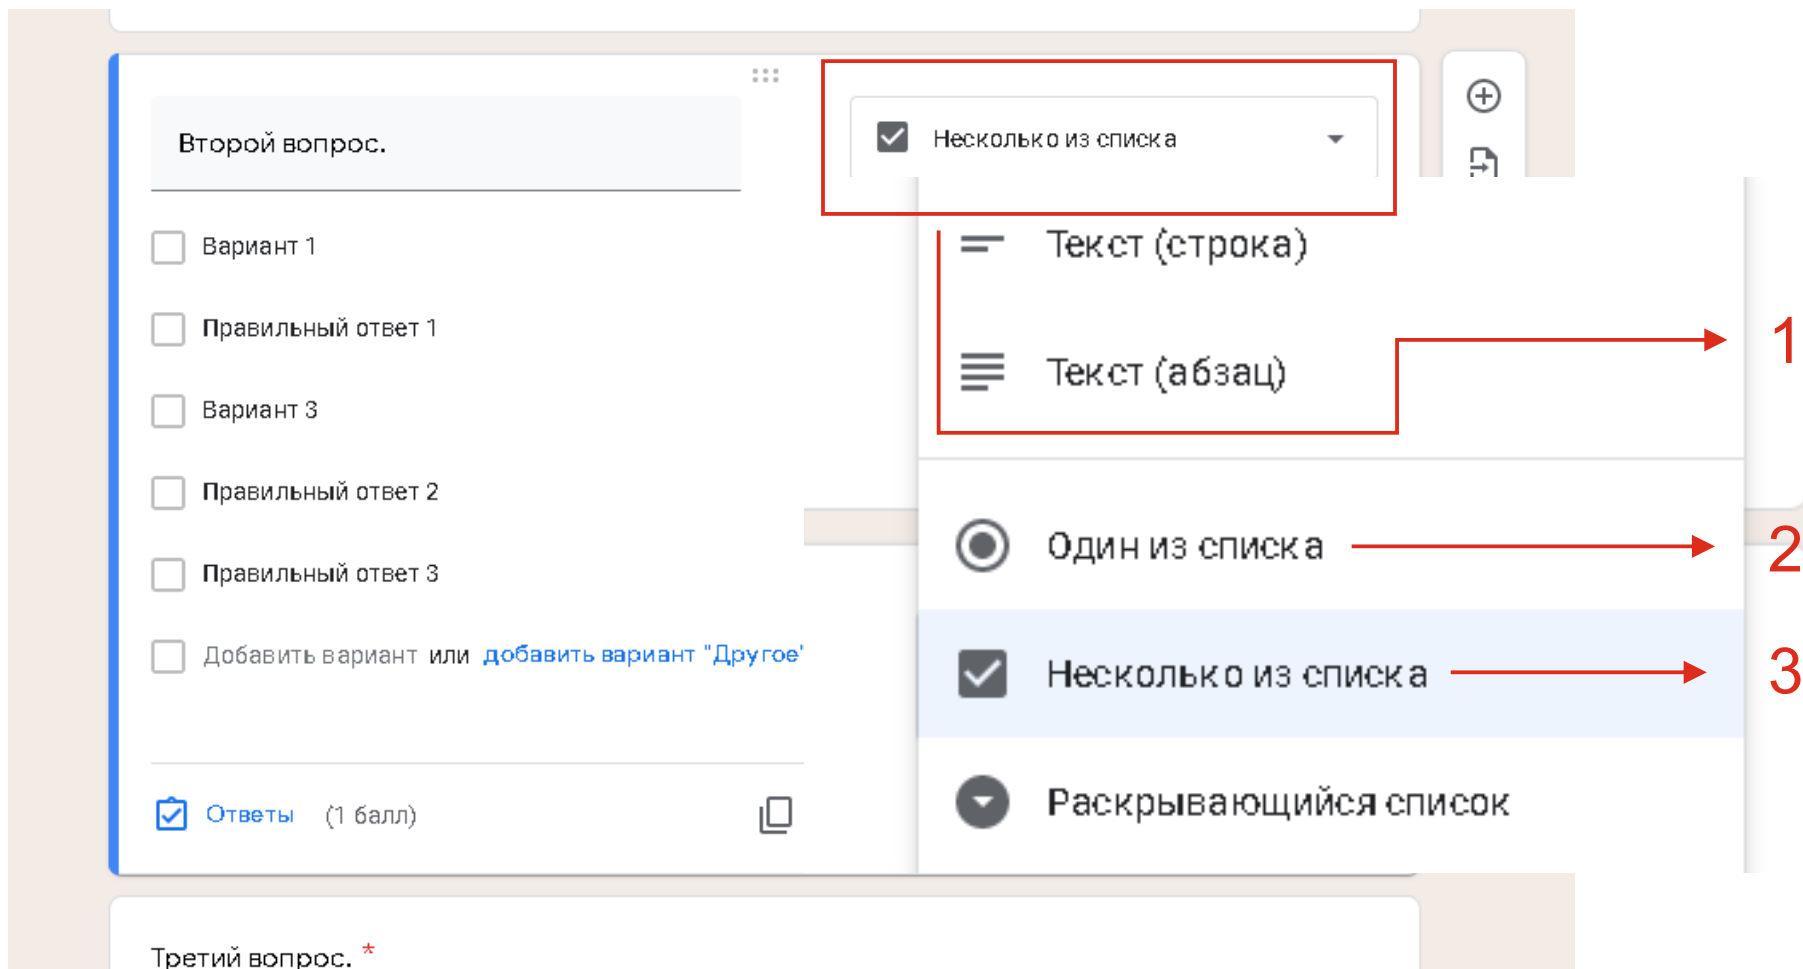 Второй вопрос.
Несколько из списка
Вариант 1
Правильный ответ 1
Вариант 3
Правильный ответ 2
Правильный ответ 3
Добавить вариант или добавить вариант "Другое"
Ответы (1 балл)
Текст (строка)
Текст (абзац)
1
Один из списка
2
Несколько из списка
3
Раскрывающийся список
Третий вопрос. *